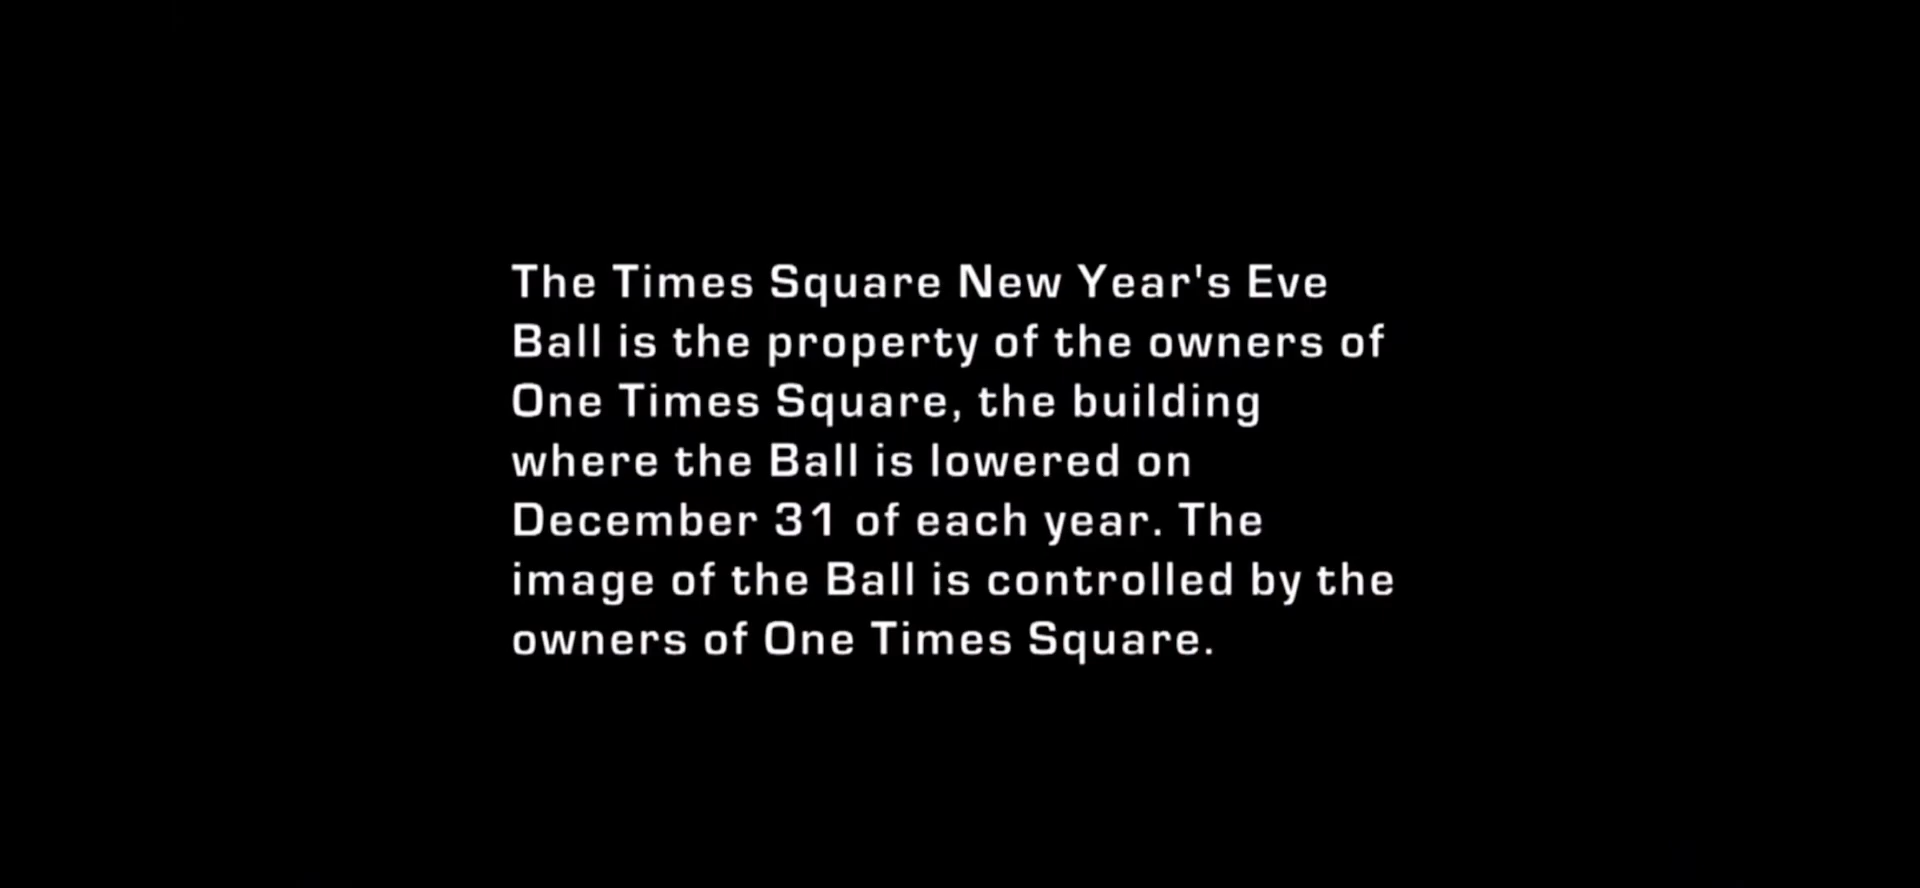 The Times Square New Year's Eve
Ball is the property of the owners of
One Times Square, the building
where the Ball is lowered on
December 31 of each year. The
image of the Ball is controlled by the
owners of One Times Square.